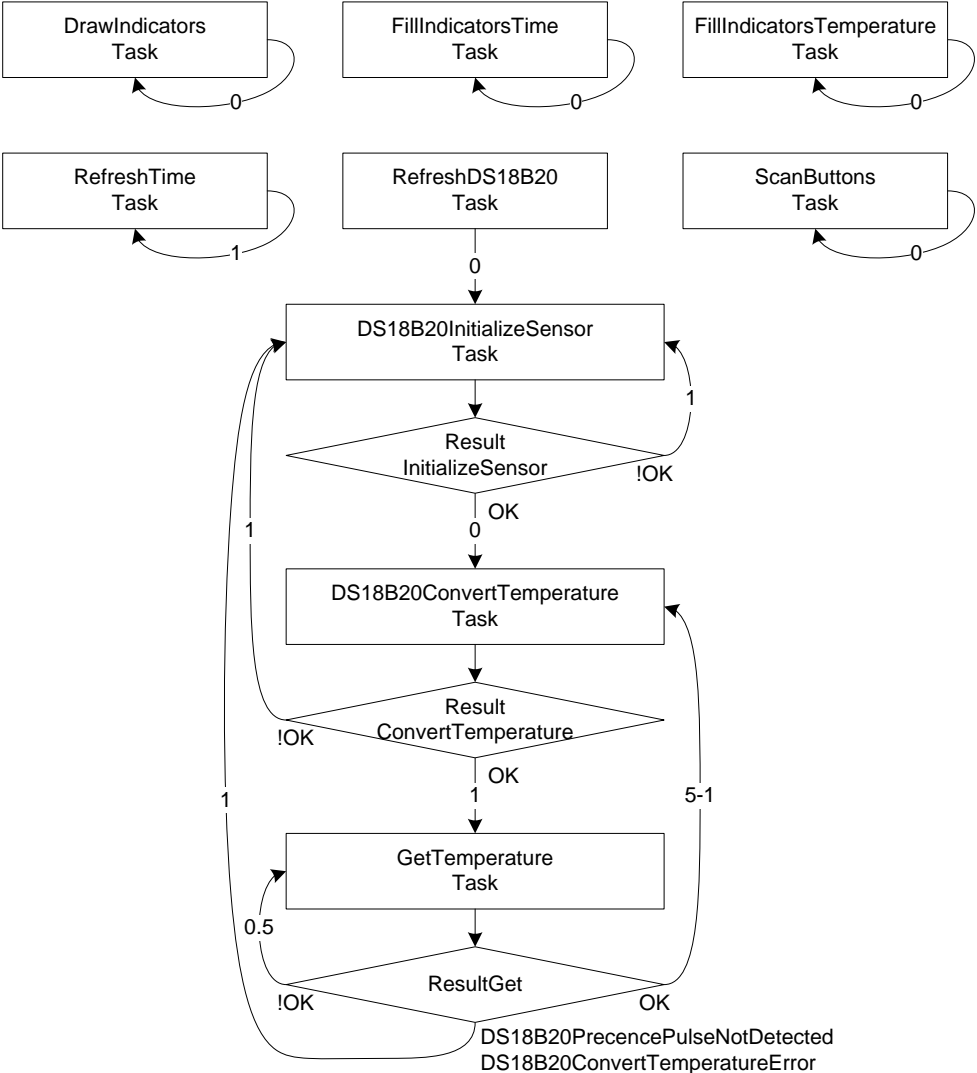 DrawIndicators
Task
0
FillIndicatorsTime
Task
0
FillIndicatorsTemperature
Task
0
RefreshTime
Task
1
RefreshDS18B20
Task
ScanButtons
Task
0
0
DS18B20InitializeSensor
Task
1
Result
InitializeSensor
!OK
OK
0
1
DS18B20ConvertTemperature
Task
Result
ConvertTemperature
!OK
OK
1
1
5-1
GetTemperature
Task
0.5
ResultGet
!OK
OK
DS18B20PrecencePulseNotDetected
DS18B20ConvertTemperatureError